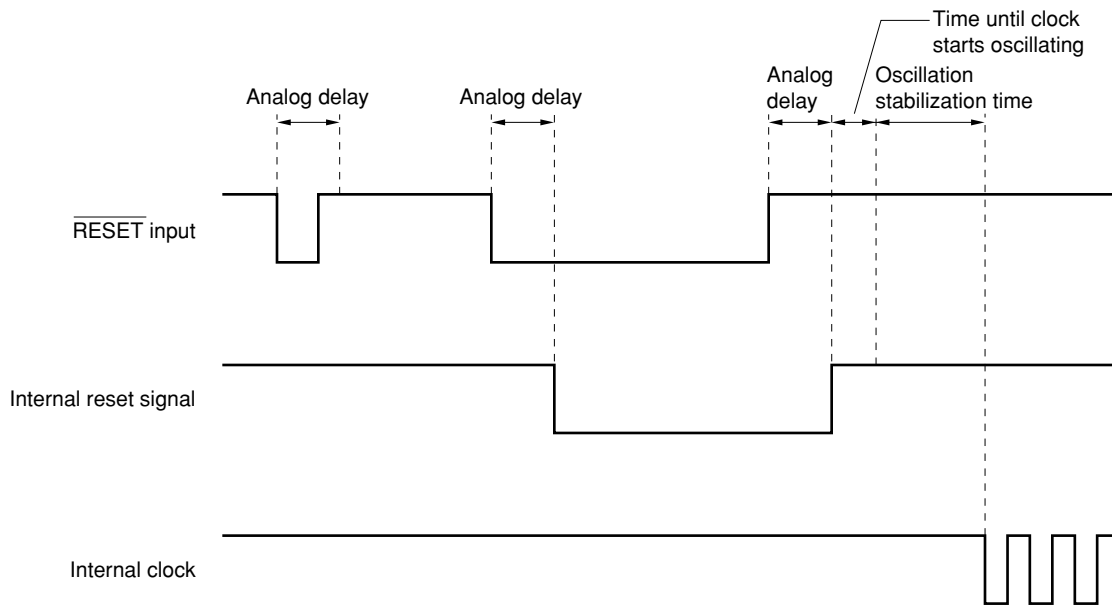 Time until clock
starts oscillating
Analog delay
Analog delay
Analog
delay
Oscillation
stabilization time
RESET input
Internal reset signal
Internal clock